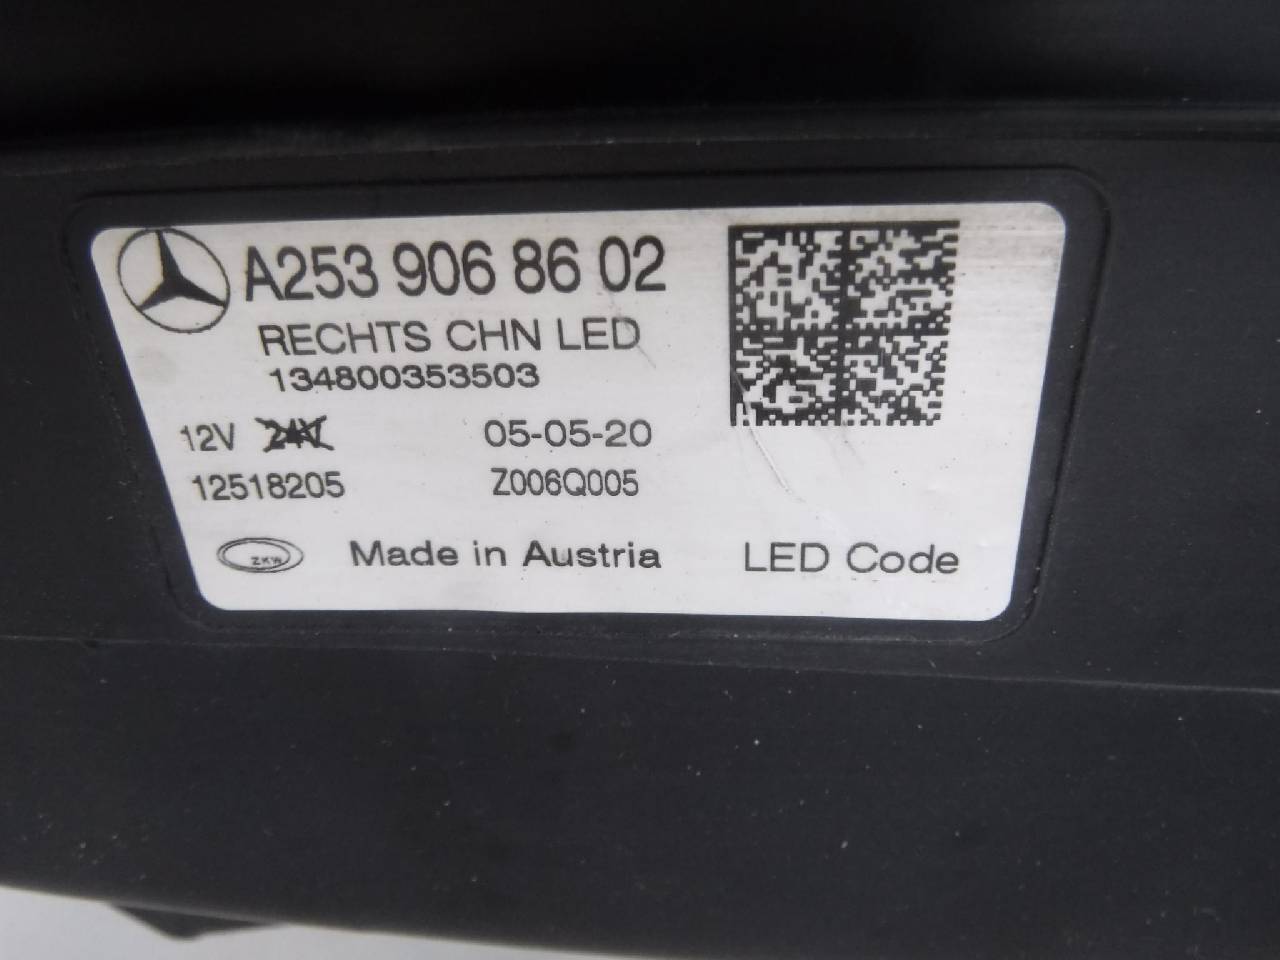 A253 906 86 02
RECHTS CHN LED
134800353503
12V 24V 05-05-20
12518205 Z006Q005
ZKW Made in Austria LED Code